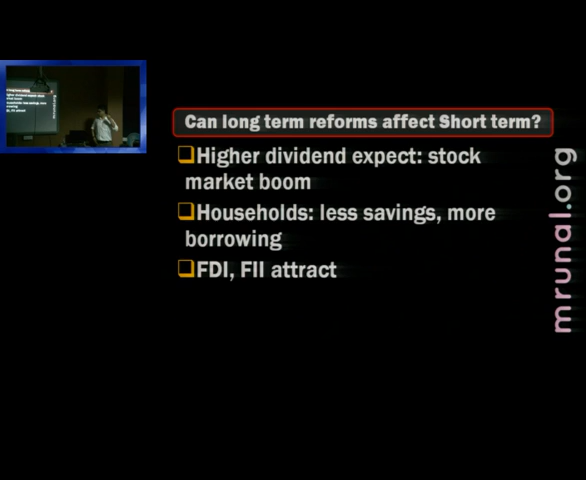 Can long term reforms affect Short term?
❑Higher dividend expect: stock
market boom
❑Households: less savings, more
borrowing
❑FDI, FII attract
mrunal.org